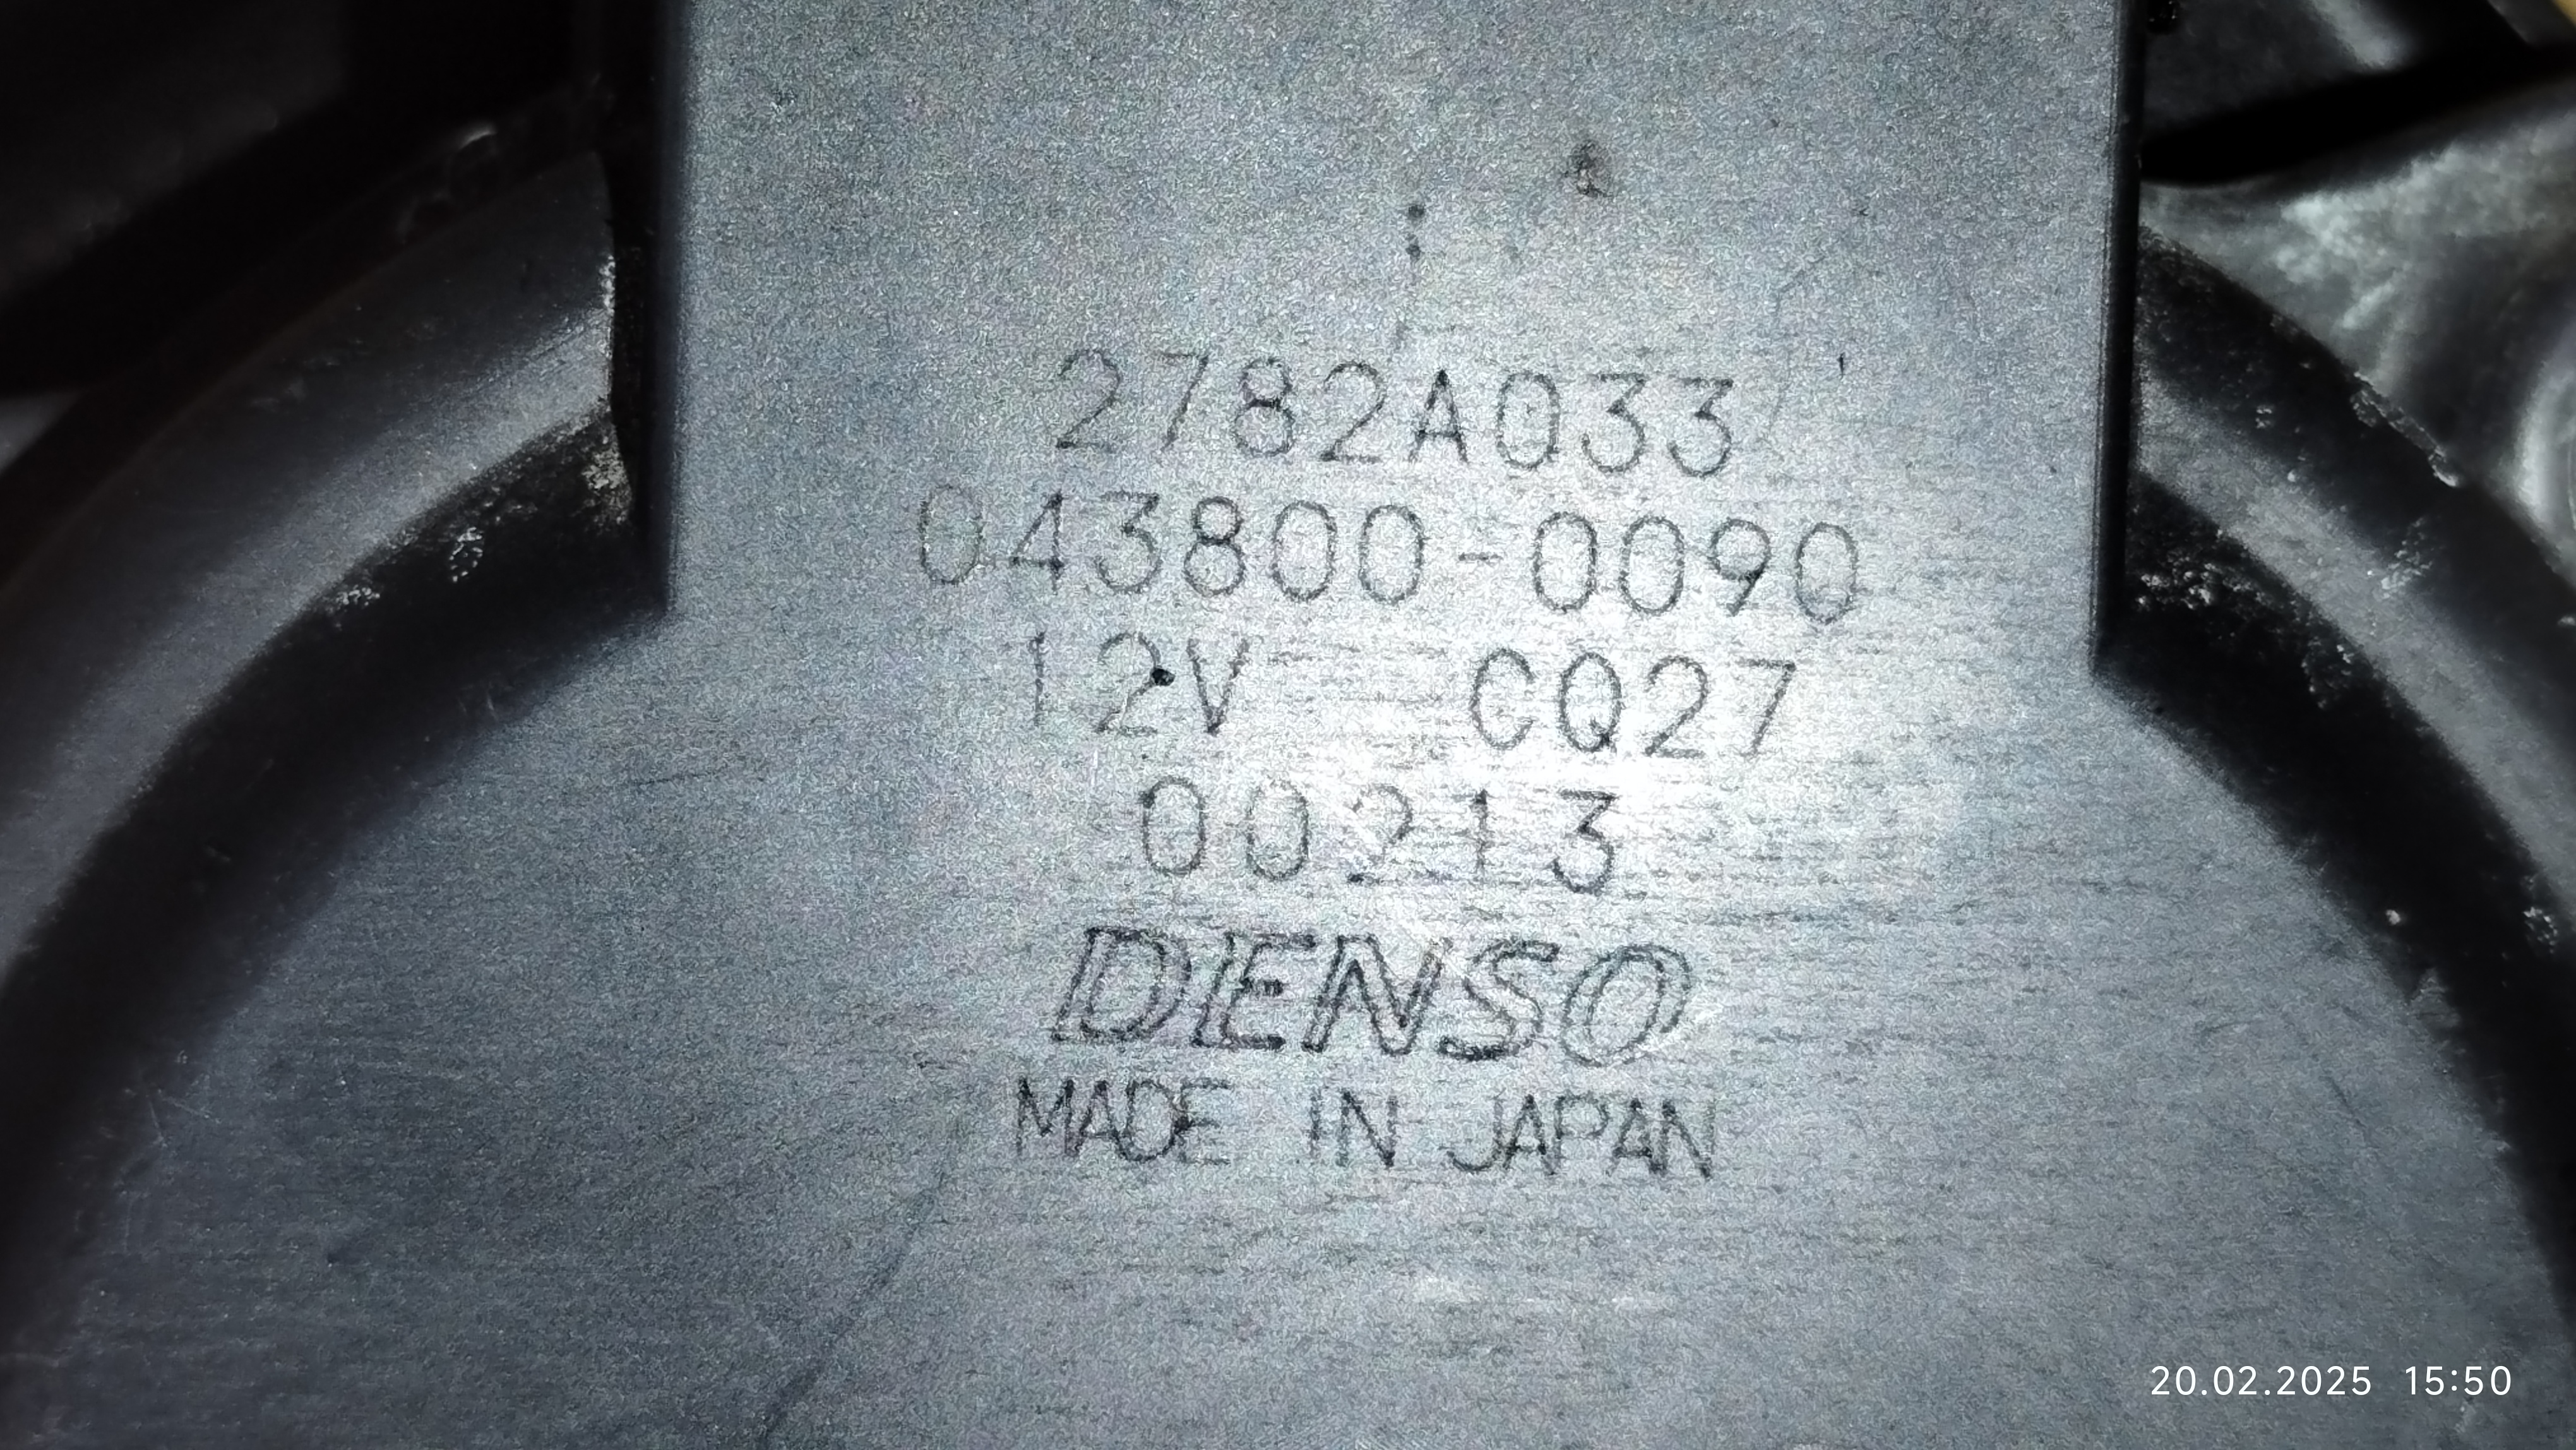 2782A033
043800-0090
12V CQ27
00213
DENSO
MADE IN JAPAN
20.02.2025 15:50